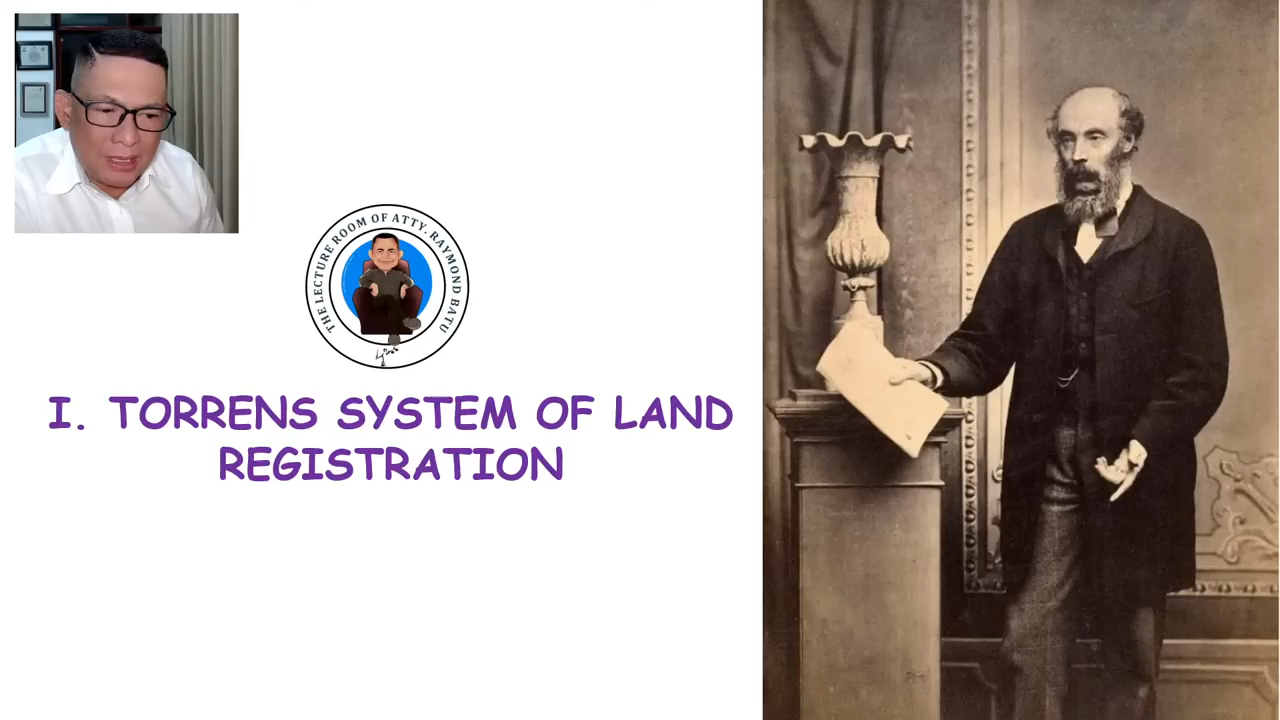 THE LECTURE ROOM OF ATTY. RAYMOND BATU
I. TORRENS SYSTEM OF LAND
REGISTRATION